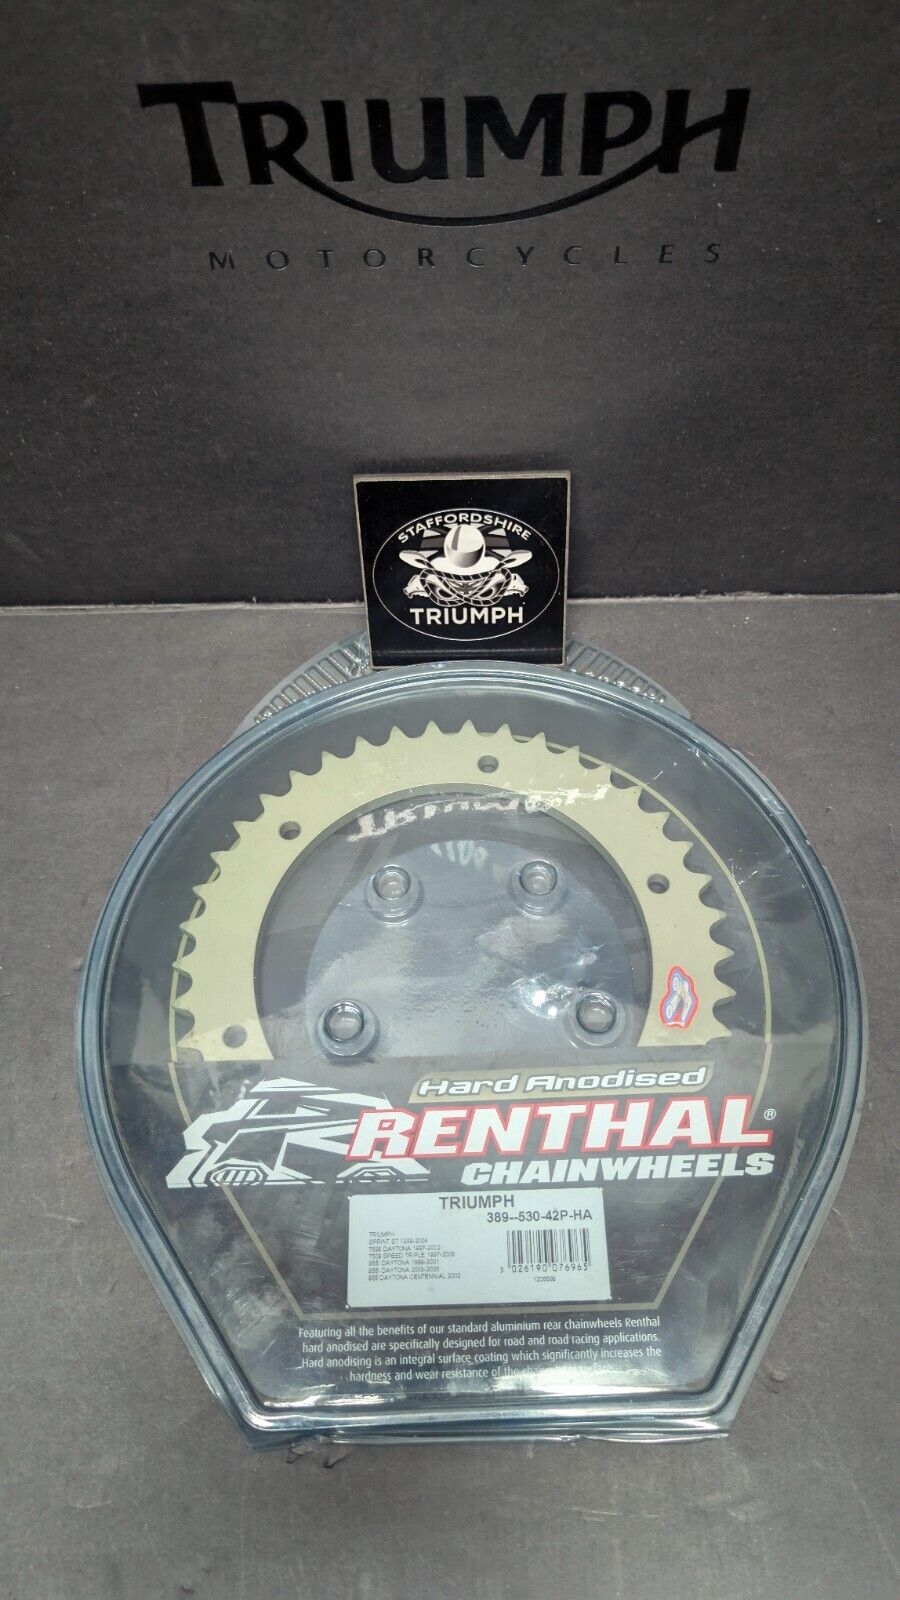 TRIUMPH
MOTORCYCLES
STAFFORDSHIRE
TRIUMPH
Hard Anodised
RENTHAL®
CHAINWHEELS
TRIUMPH
389--530-42P-HA
TRIUMPH
SPRINT ST 1999-2004
T595 DAYTONA 1997-2002
T509 SPEED TRIPLE 1997-2005
955I DAYTONA 1999-2001
955I DAYTONA 2003-2005
955 DAYTONA CENTENNIAL 2002
5 026190 076965
Featuring all the benefits of our standard aluminium rear chainwheels Renthal
hard anodised are specifically designed for road and road racing applications.
Hard anodising is an integral surface coating which significantly increases the
hardness and wear resistance of the